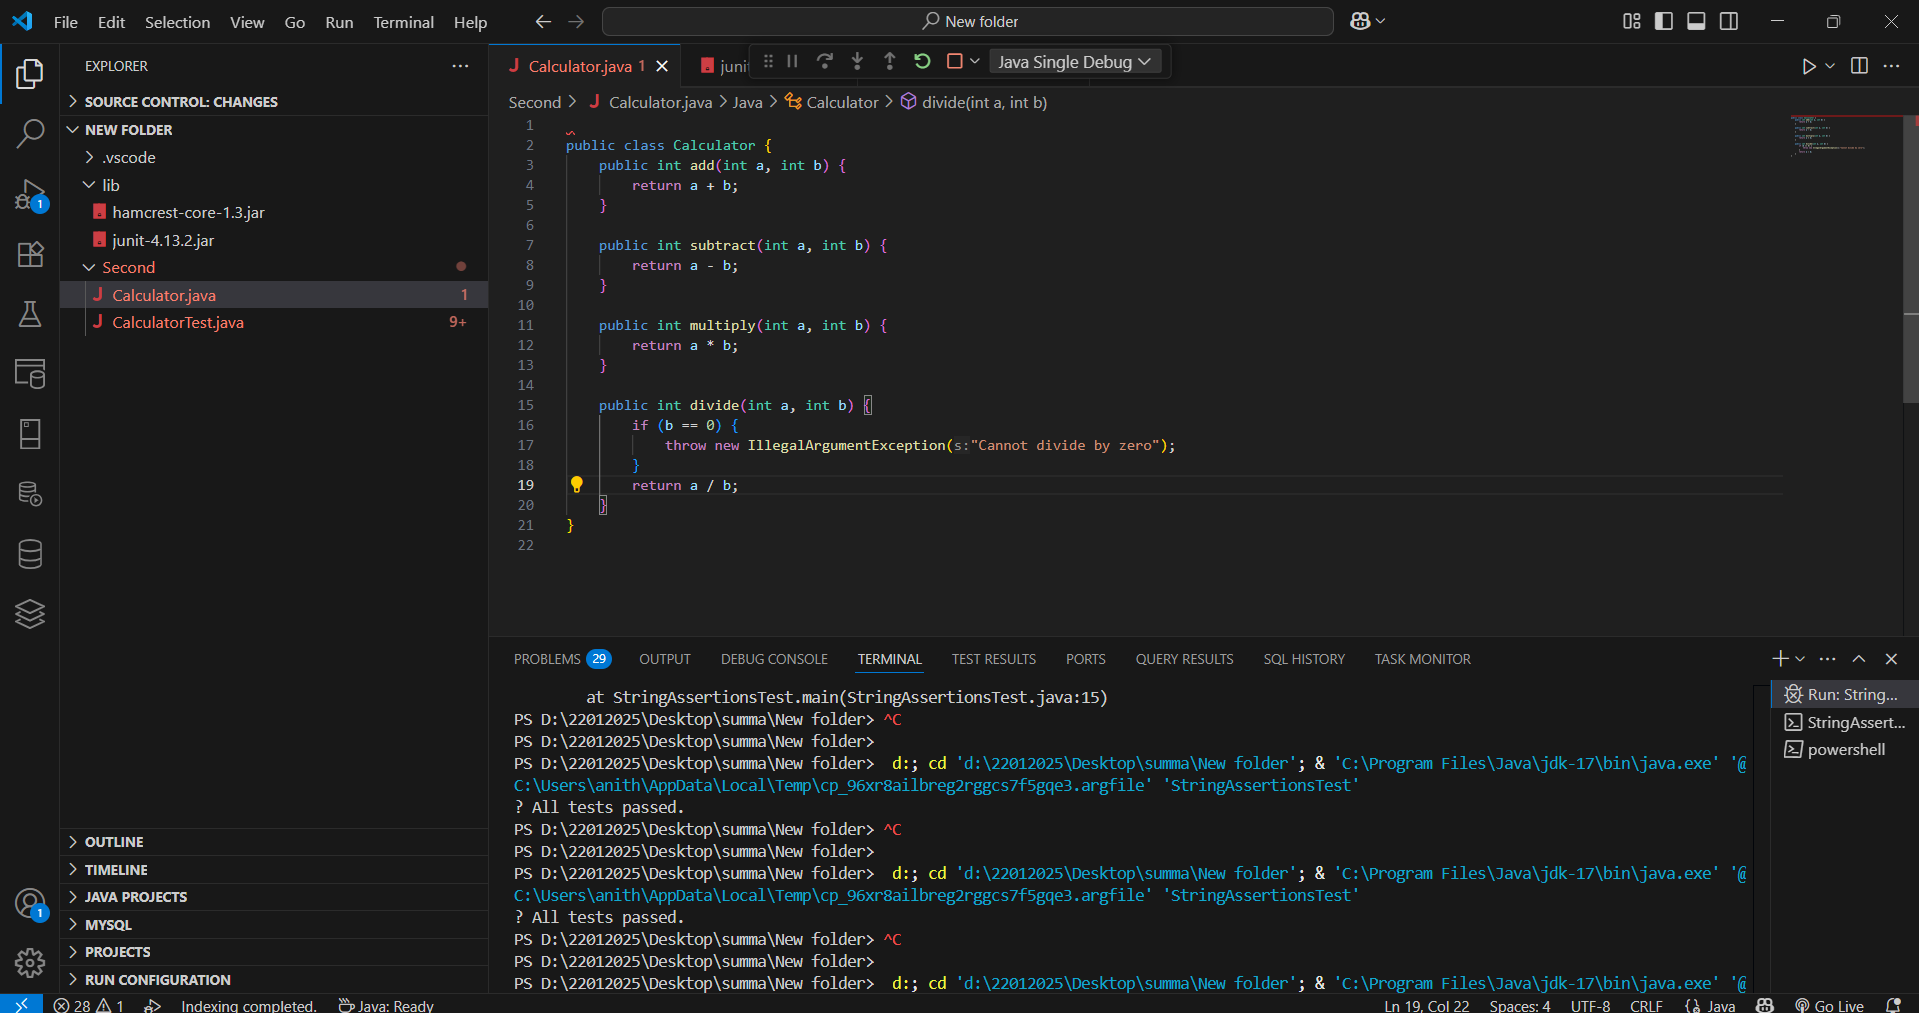 File Edit Selection View Go Run Terminal Help
New folder
EXPLORER
SOURCE CONTROL: CHANGES
NEW FOLDER
.vscode
lib
hamcrest-core-1.3.jar
junit-4.13.2.jar
Second
Calculator.java 1
CalculatorTest.java 9+
OUTLINE
TIMELINE
JAVA PROJECTS
MYSQL
PROJECTS
RUN CONFIGURATION
1
1
Calculator.java 1
junit
Java Single Debug
Second > Calculator.java > Java > Calculator > divide(int a, int b)
1
2 public class Calculator {
3 public int add(int a, int b) {
4 return a + b;
5 }
6
7 public int subtract(int a, int b) {
8 return a - b;
9 }
10
11 public int multiply(int a, int b) {
12 return a * b;
13 }
14
15 public int divide(int a, int b) {
16 if (b == 0) {
17 throw new IllegalArgumentException(s:"Cannot divide by zero");
18 }
19 return a / b;
20 }
21 }
22
PROBLEMS 29 OUTPUT DEBUG CONSOLE TERMINAL TEST RESULTS PORTS QUERY RESULTS SQL HISTORY TASK MONITOR
at StringAssertionsTest.main(StringAssertionsTest.java:15)
PS D:\22012025\Desktop\summa\New folder> ^C
PS D:\22012025\Desktop\summa\New folder>
PS D:\22012025\Desktop\summa\New folder> d:; cd 'd:\22012025\Desktop\summa\New folder'; & 'C:\Program Files\Java\jdk-17\bin\java.exe' '@
C:\Users\anith\AppData\Local\Temp\cp_96xr8ailbreg2rggcs7f5gqe3.argfile' 'StringAssertionsTest'
? All tests passed.
PS D:\22012025\Desktop\summa\New folder> ^C
PS D:\22012025\Desktop\summa\New folder>
PS D:\22012025\Desktop\summa\New folder> d:; cd 'd:\22012025\Desktop\summa\New folder'; & 'C:\Program Files\Java\jdk-17\bin\java.exe' '@
C:\Users\anith\AppData\Local\Temp\cp_96xr8ailbreg2rggcs7f5gqe3.argfile' 'StringAssertionsTest'
? All tests passed.
PS D:\22012025\Desktop\summa\New folder> ^C
PS D:\22012025\Desktop\summa\New folder>
PS D:\22012025\Desktop\summa\New folder> d:; cd 'd:\22012025\Desktop\summa\New folder'; & 'C:\Program Files\Java\jdk-17\bin\java.exe' '@
Run: String...
StringAssert...
powershell
28 1 Indexing completed. Java: Ready
Ln 19, Col 22 Spaces: 4 UTF-8 CRLF {} Java Go Live